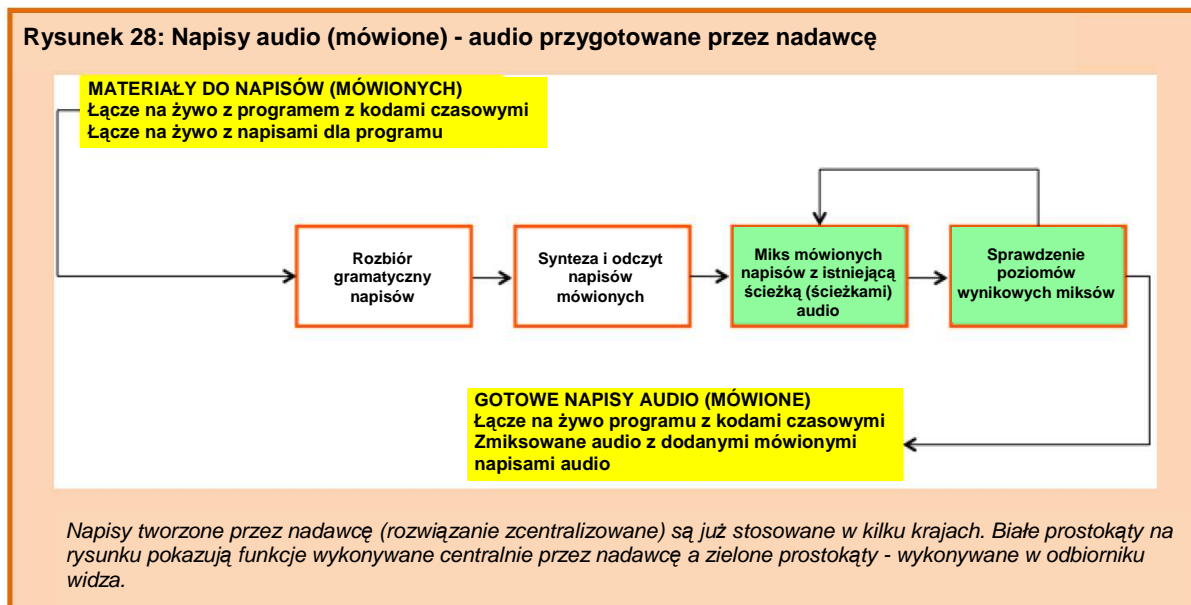 Rysunek 28: Napisy audio (mówione) - audio przygotowane przez nadawcę
MATERIAŁY DO NAPISÓW (MÓWIONYCH)
Łącze na żywo z programem z kodami czasowymi
Łącze na żywo z napisami dla programu
Rozbiór
gramatyczny
napisów
Synteza i odczyt
napisów
mówionych
Miks mówionych
napisów z istniejącą
ścieżką (ścieżkami)
audio
Sprawdzenie
poziomów
wynikowych miksów
GOTOWE NAPISY AUDIO (MÓWIONE)
Łącze na żywo programu z kodami czasowymi
Zmiksowane audio z dodanymi mówionymi
napisami audio
Napisy tworzone przez nadawcę (rozwiązanie zcentralizowane) są już stosowane w kilku krajach. Białe prostokąty na
rysunku pokazują funkcje wykonywane centralnie przez nadawcę a zielone prostokąty - wykonywane w odbiorniku
widza.